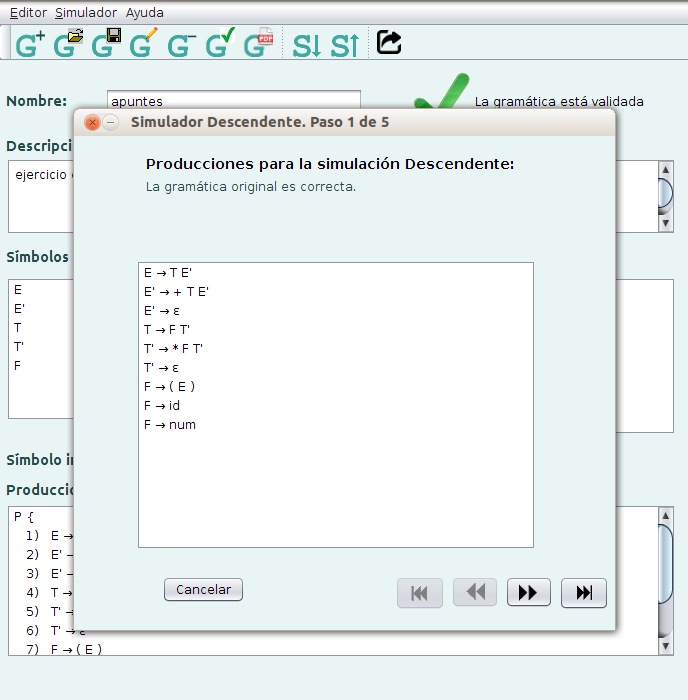 Editor Simulador Ayuda
G+ G G G G− G G PDF S↓ S↑
Nombre: apuntes La gramática está validada
Simulador Descendente. Paso 1 de 5
Descripci
ejercicio
Producciones para la simulación Descendente:
La gramática original es correcta.
Símbolos
E
E'
T
T'
F
E → T E'
E' → + T E'
E' → ε
T → F T'
T' → * F T'
T' → ε
F → ( E )
F → id
F → num
Símbolo in
Produccio
P {
1) E →
2) E' →
3) E' →
4) T →
5) T' →
6) T' → ε
7) F → ( E )
Cancelar